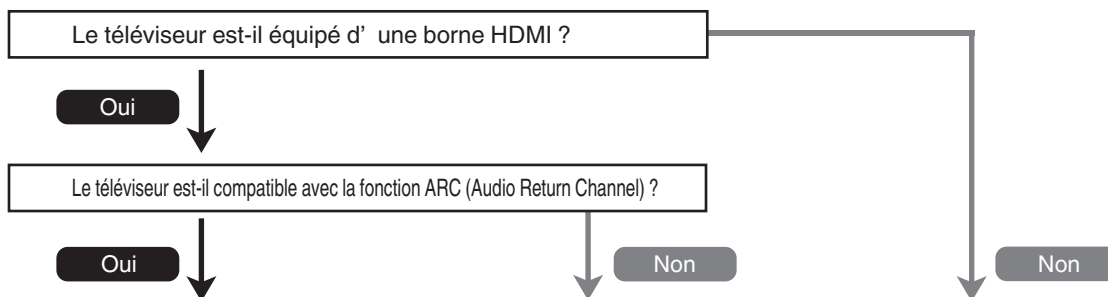 Le téléviseur est-il équipé d’ une borne HDMI ?
Oui
Le téléviseur est-il compatible avec la fonction ARC (Audio Return Channel) ?
Oui
Non
Non